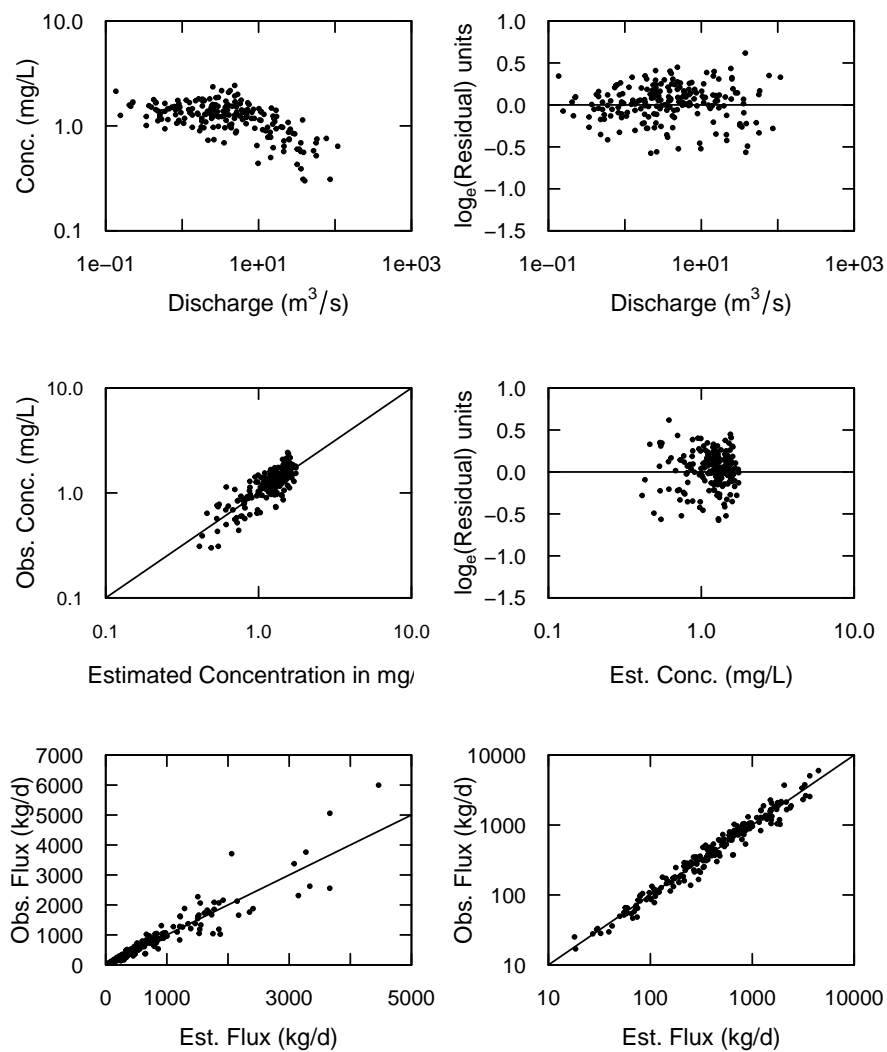 10.0
1.0
0.1
Conc. (mg/L)
1e−01
1e+01
1e+03
Discharge (m³/s)
1.0
0.5
0.0
−0.5
−1.0
−1.5
logₑ(Residual) units
1e−01
1e+01
1e+03
Discharge (m³/s)
10.0
1.0
0.1
Obs. Conc. (mg/L)
0.1
1.0
10.0
Estimated Concentration in mg/
1.0
0.5
0.0
−0.5
−1.0
−1.5
logₑ(Residual) units
0.1
1.0
10.0
Est. Conc. (mg/L)
7000
6000
5000
4000
3000
2000
1000
0
Obs. Flux (kg/d)
0
1000
3000
5000
Est. Flux (kg/d)
10000
1000
100
10
Obs. Flux (kg/d)
10
100
1000
10000
Est. Flux (kg/d)